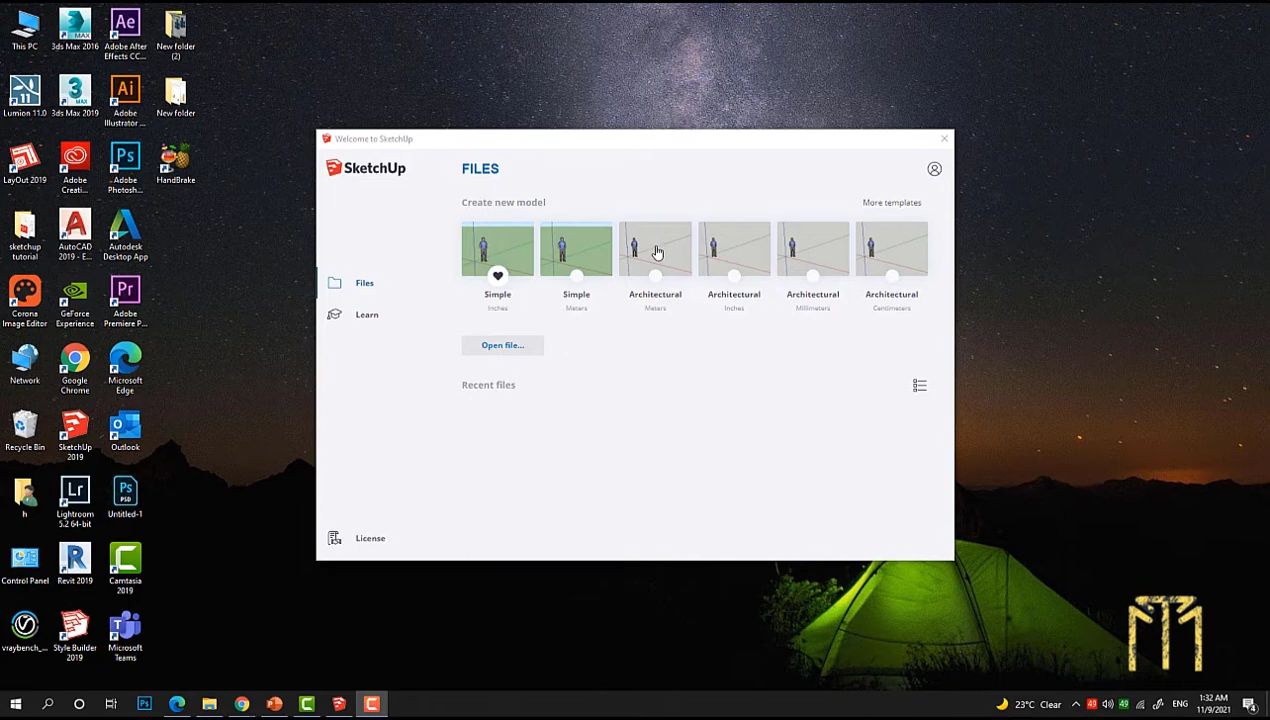 This PC
3ds Max 2016
Adobe After Effects CC...
New folder (2)
Lumion 11.0
3ds Max 2019
Adobe Illustrator ...
New folder
LayOut 2019
Adobe Creati...
Adobe Photosh...
HandBrake
sketchup tutorial
AutoCAD 2019 - E...
Autodesk Desktop App
Corona Image Editor
GeForce Experience
Adobe Premiere P...
Network
Google Chrome
Microsoft Edge
Recycle Bin
SketchUp 2019
Outlook
h
Lightroom 5.2 64-bit
Untitled-1
Control Panel
Revit 2019
Camtasia 2019
vraybench_...
Style Builder 2019
Microsoft Teams
Welcome to SketchUp
SketchUp
FILES
Create new model
More templates
Simple
Inches
Simple
Meters
Architectural
Meters
Architectural
Inches
Architectural
Millimeters
Architectural
Centimeters
Files
Learn
Open file...
Recent files
License
23°C Clear
49
49
ENG
1:32 AM
11/9/2021
4